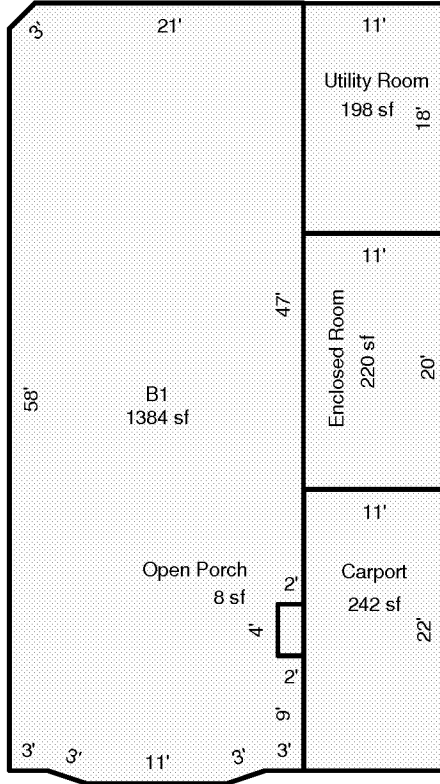 3'
21'
11'
Utility Room
198 sf
18'
11'
47'
Enclosed Room
220 sf
20'
58'
B1
1384 sf
11'
Open Porch
8 sf
2'
4'
Carport
242 sf
22'
2'
9'
3'
3'
11'
3'
3'